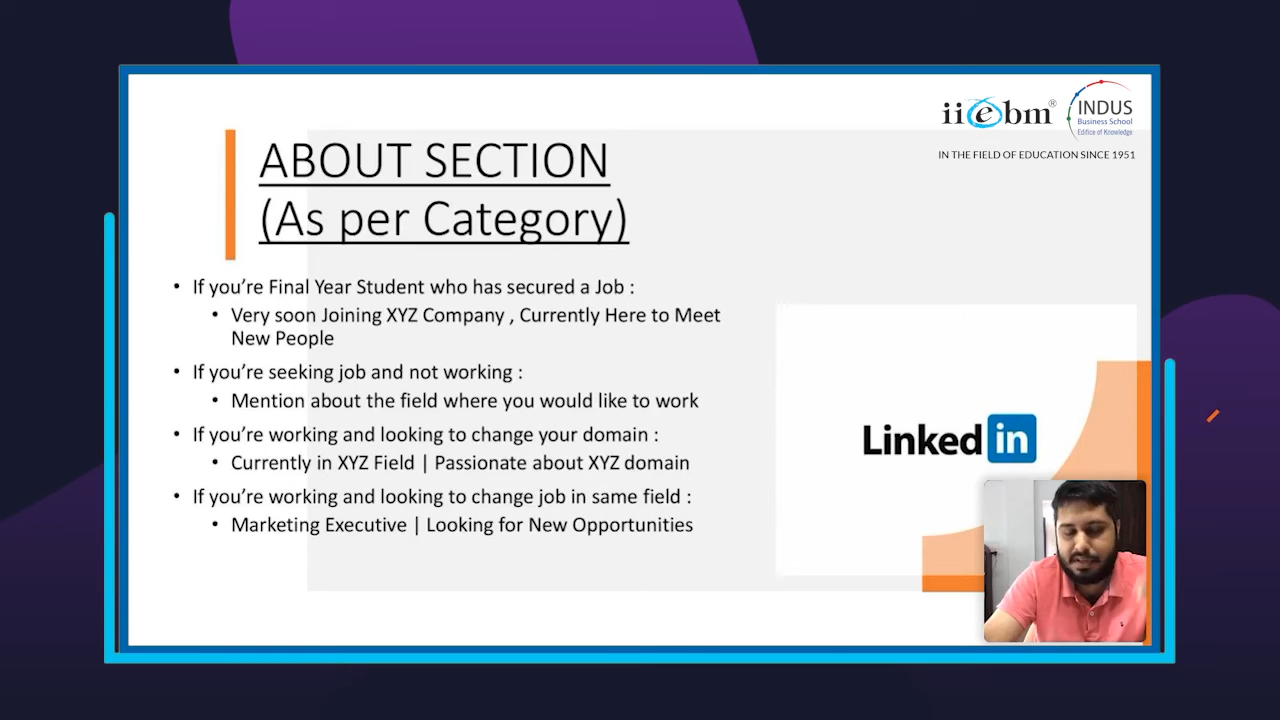 iiebm®
INDUS
Business School
Edifice of Knowledge
IN THE FIELD OF EDUCATION SINCE 1951
ABOUT SECTION
(As per Category)
• If you’re Final Year Student who has secured a Job :
• Very soon Joining XYZ Company , Currently Here to Meet
New People
• If you’re seeking job and not working :
• Mention about the field where you would like to work
• If you’re working and looking to change your domain :
• Currently in XYZ Field | Passionate about XYZ domain
• If you’re working and looking to change job in same field :
• Marketing Executive | Looking for New Opportunities
Linked in